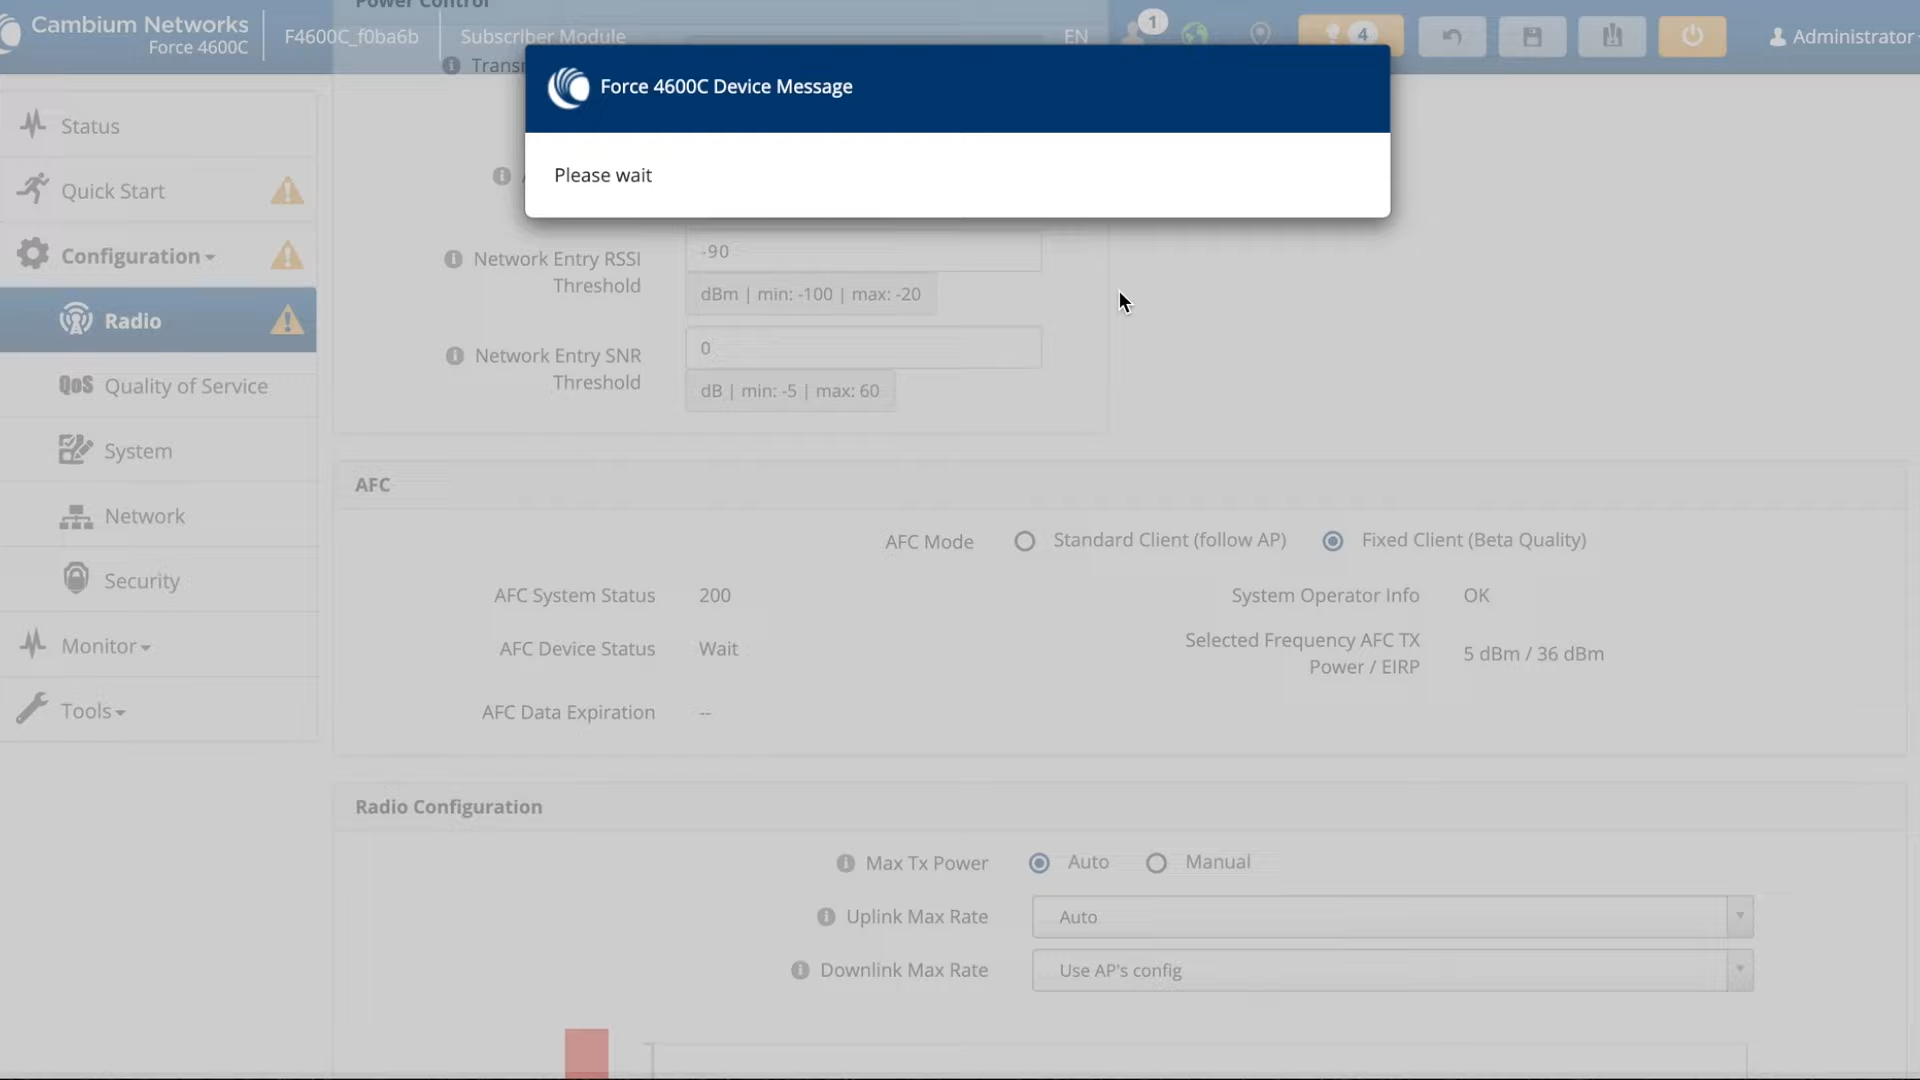 Power Control
Cambium Networks
Force 4600C
F4600C_f0ba6b
Subscriber Module
EN
1
4
Administrator
Force 4600C Device Message
Please wait
Status
Quick Start
Configuration
Radio
QoS Quality of Service
System
Network
Security
Monitor
Tools
Network Entry RSSI
Threshold
-90
dBm | min: -100 | max: -20
Network Entry SNR
Threshold
0
dB | min: -5 | max: 60
AFC
AFC Mode
Standard Client (follow AP)
Fixed Client (Beta Quality)
AFC System Status 200
System Operator Info OK
AFC Device Status Wait
Selected Frequency AFC TX
Power / EIRP
5 dBm / 36 dBm
AFC Data Expiration --
Radio Configuration
Max Tx Power Auto Manual
Uplink Max Rate Auto
Downlink Max Rate Use AP's config